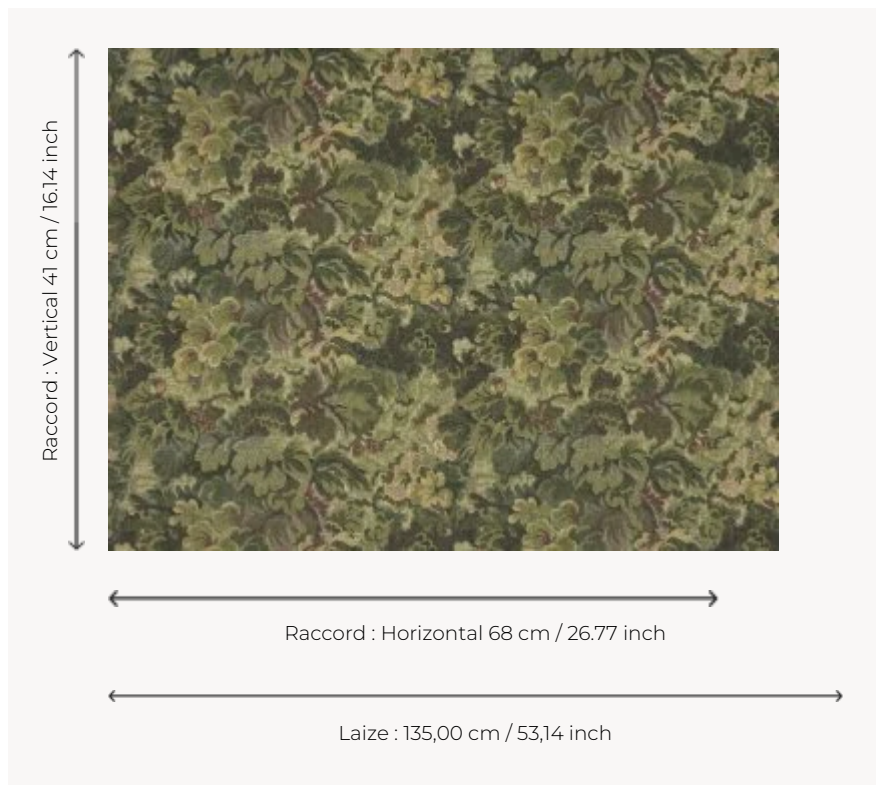 Raccord : Vertical 41 cm / 16.14 inch
Raccord : Horizontal 68 cm / 26.77 inch
Laize : 135,00 cm / 53,14 inch